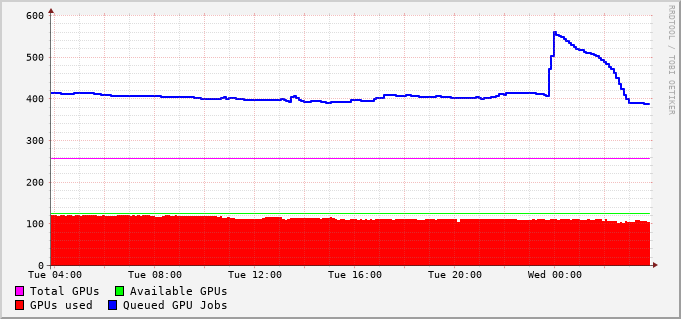 RRDTOOL / TOBI OETIKER
600
500
400
300
200
100
0
Tue 04:00 Tue 08:00 Tue 12:00 Tue 16:00 Tue 20:00 Wed 00:00
Total GPUs Available GPUs
GPUs used Queued GPU Jobs